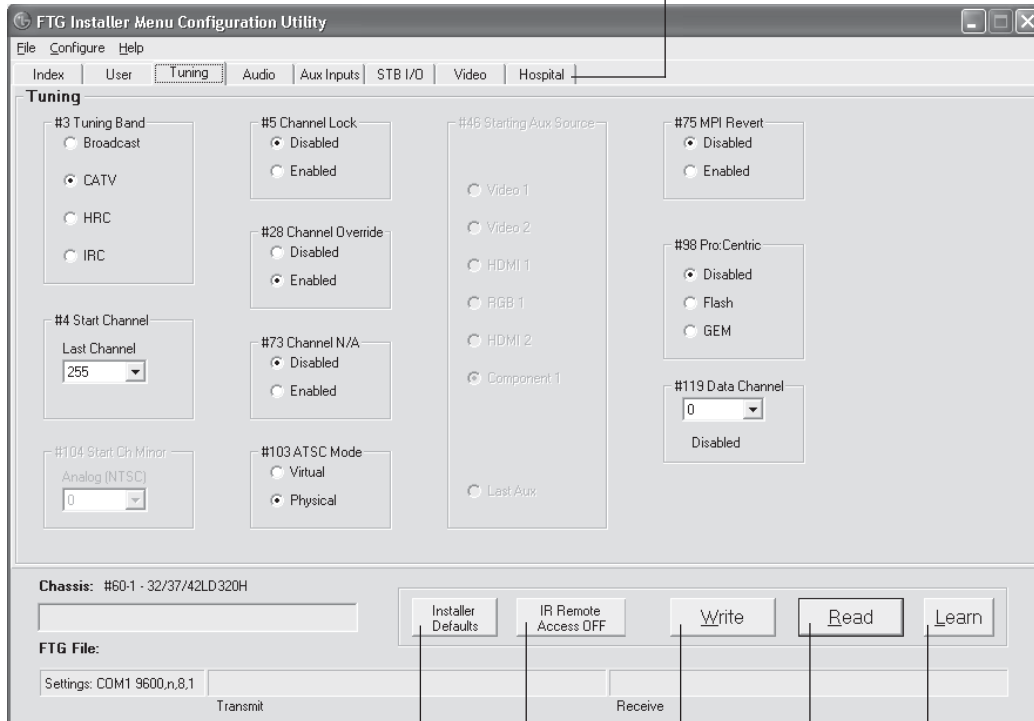 FTG Installer Menu Configuration Utility
File Configure Help
Index User Tuning Audio Aux Inputs STB I/O Video Hospital
Tuning
#3 Tuning Band
Broadcast
CATV
HRC
IRC
#4 Start Channel
Last Channel
255
#104 Start Ch Minor
Analog (NTSC)
0
#5 Channel Lock
Disabled
Enabled
#28 Channel Override
Disabled
Enabled
#73 Channel N/A
Disabled
Enabled
#103 ATSC Mode
Virtual
Physical
#46 Starting Aux Source
Video 1
Video 2
HDMI 1
RGB 1
HDMI 2
Component 1
Last Aux
#75 MPI Revert
Disabled
Enabled
#98 Pro:Centric
Disabled
Flash
GEM
#119 Data Channel
0
Disabled
Chassis: #60-1 - 32/37/42LD320H
Installer
Defaults
IR Remote
Access OFF
Write
Read
Learn
FTG File:
Settings: COM1 9600,n,8,1
Transmit
Receive